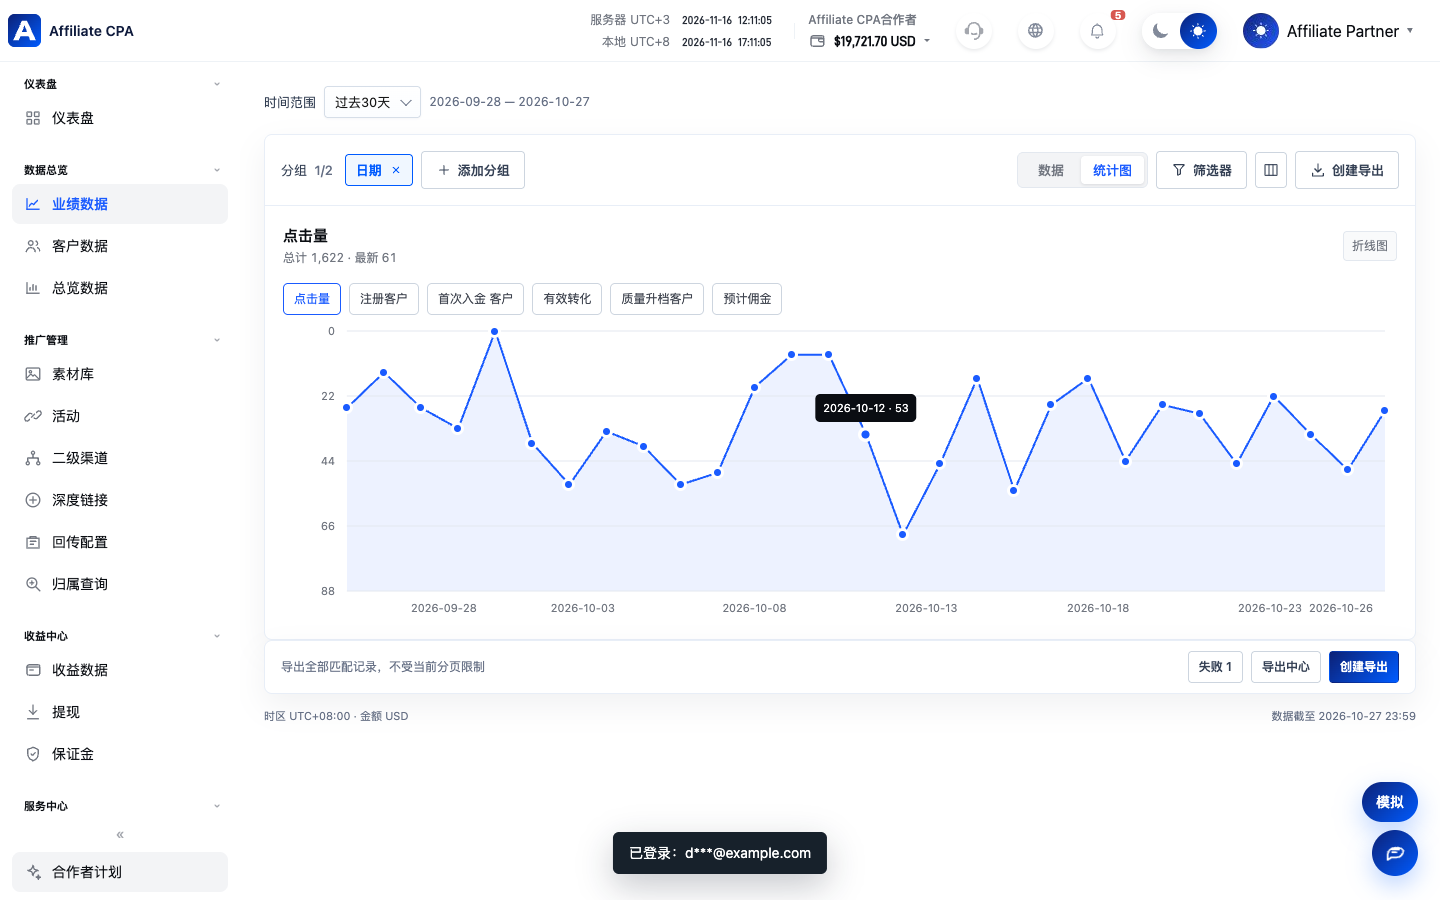 Affiliate CPA
服务器 UTC+3 2026-11-16 12:11:05
本地 UTC+8 2026-11-16 17:11:05
Affiliate CPA合作者
$19,721.70 USD
5
Affiliate Partner
仪表盘
仪表盘
数据总览
业绩数据
客户数据
总览数据
推广管理
素材库
活动
二级渠道
深度链接
回传配置
归属查询
收益中心
收益数据
提现
保证金
服务中心
«
合作者计划
时间范围 过去30天 2026-09-28 — 2026-10-27
分组 1/2 日期 × + 添加分组
数据 统计图 筛选器 创建导出
点击量
总计 1,622 · 最新 61
折线图
点击量 注册客户 首次入金 客户 有效转化 质量升档客户 预计佣金
0
22
44
66
88
2026-10-12 · 53
2026-09-28 2026-10-03 2026-10-08 2026-10-13 2026-10-18 2026-10-23 2026-10-26
导出全部匹配记录，不受当前分页限制
失败 1 导出中心 创建导出
时区 UTC+08:00 · 金额 USD
数据截至 2026-10-27 23:59
模拟
已登录：d***@example.com